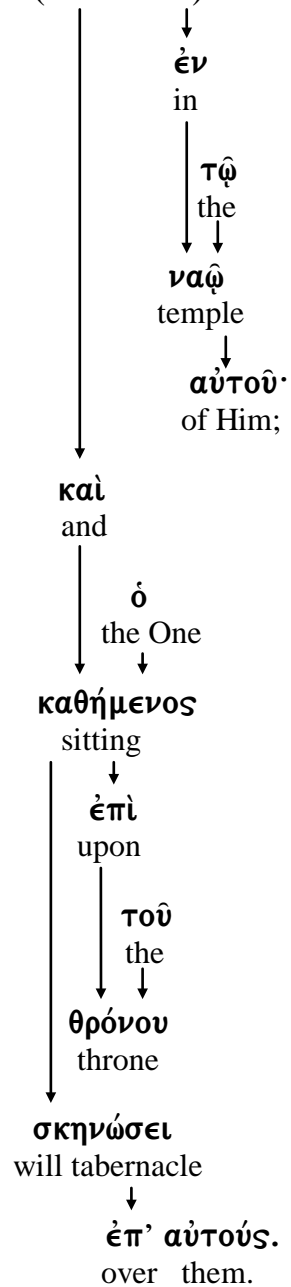 ἐν
in
τῷ
the
ναῷ
temple
αὐτοῦ·
of Him;
καὶ
and
ὁ
the One
καθήμενος
sitting
ἐπὶ
upon
τοῦ
the
θρόνου
throne
σκηνώσει
will tabernacle
ἐπ’ αὐτούς.
over them.